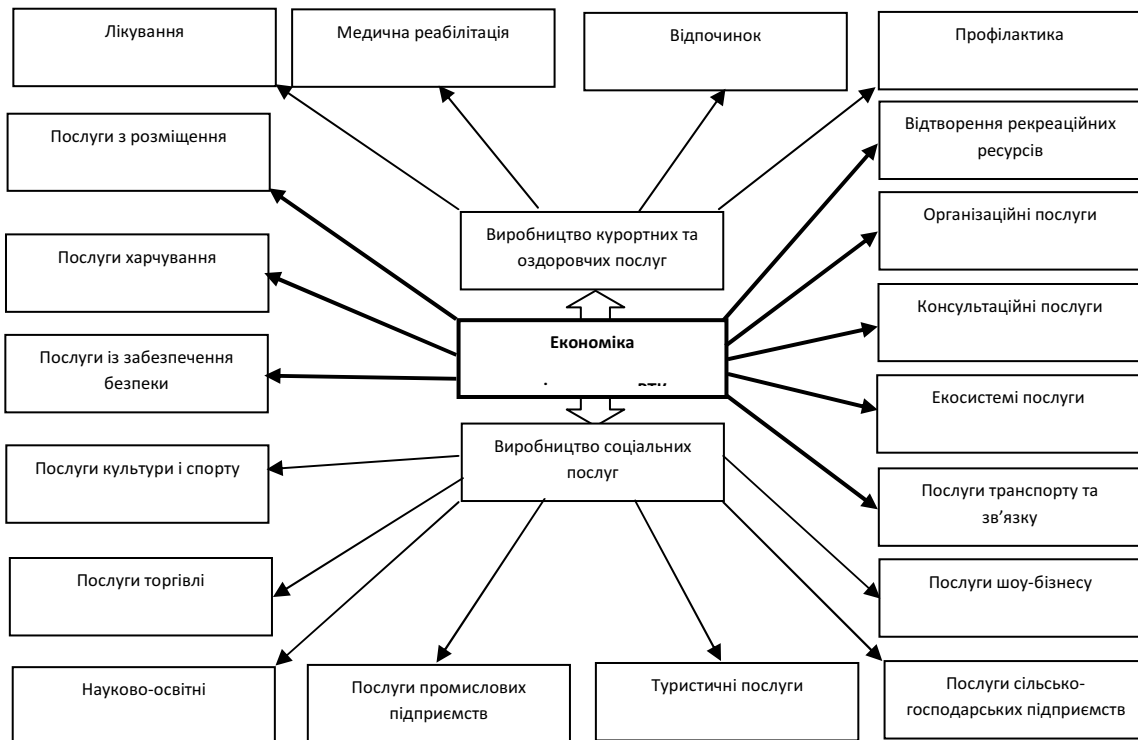 Лікування
Медична реабілітація
Відпочинок
Профілактика
Послуги з розміщення
Відтворення рекреаційних
ресурсів
Виробництво курортних та
оздоровчих послуг
Організаційні послуги
Послуги харчування
Консультаційні послуги
Економіка
Послуги із забезпечення
безпеки
Екосистемі послуги
Виробництво соціальних
послуг
Послуги культури і спорту
Послуги транспорту та
зв’язку
Послуги торгівлі
Послуги шоу-бізнесу
Науково-освітні
Послуги промислових
підприємств
Туристичні послуги
Послуги сільсько-
господарських підприємств